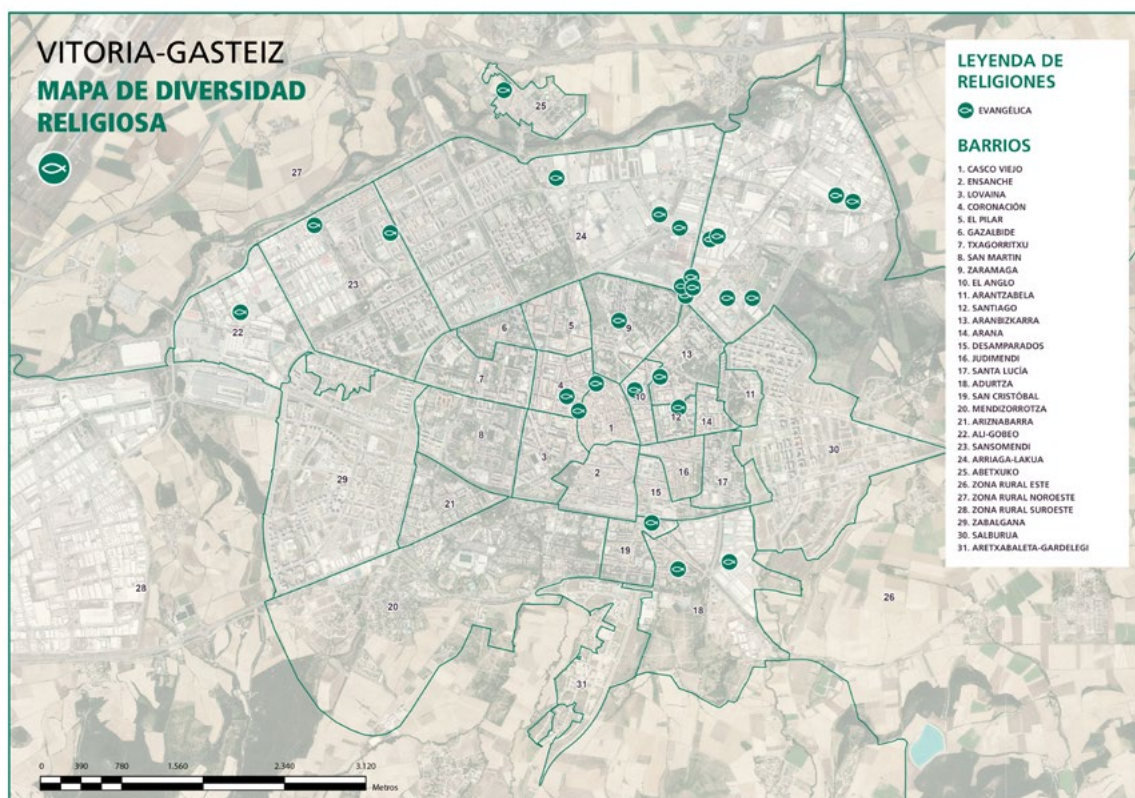 VITORIA-GASTEIZ
MAPA DE DIVERSIDAD
RELIGIOSA
LEYENDA DE
RELIGIONES
EVANGÉLICA
BARRIOS
1. CASCO VIEJO
2. ENSANCHE
3. LOVAINA
4. CORONACIÓN
5. EL PILAR
6. GAZALBIDE
7. TXAGORRITXU
8. SAN MARTIN
9. ZARAMAGA
10. EL ANGLO
11. ARANTZABELA
12. SANTIAGO
13. ARANBIZKARRA
14. ARANA
15. DESAMPARADOS
16. JUDIMENDI
17. SANTA LUCÍA
18. ADURTZA
19. SAN CRISTÓBAL
20. MENDIZORROTZA
21. ARIZNABARRA
22. ALI-GOBEO
23. SANSOMENDI
24. ARRIAGA-LAKUA
25. ABETXUKO
26. ZONA RURAL ESTE
27. ZONA RURAL NOROESTE
28. ZONA RURAL SUROESTE
29. ZABALGANA
30. SALBURUA
31. ARETXABALETA-GARDELEGI
25
27
24
23
22
6
5
9
13
7
4
10
11
12
14
1
8
30
3
2
16
17
29
21
15
19
28
20
18
26
31
0 390 780 1.560 2.340 3.120
Metros